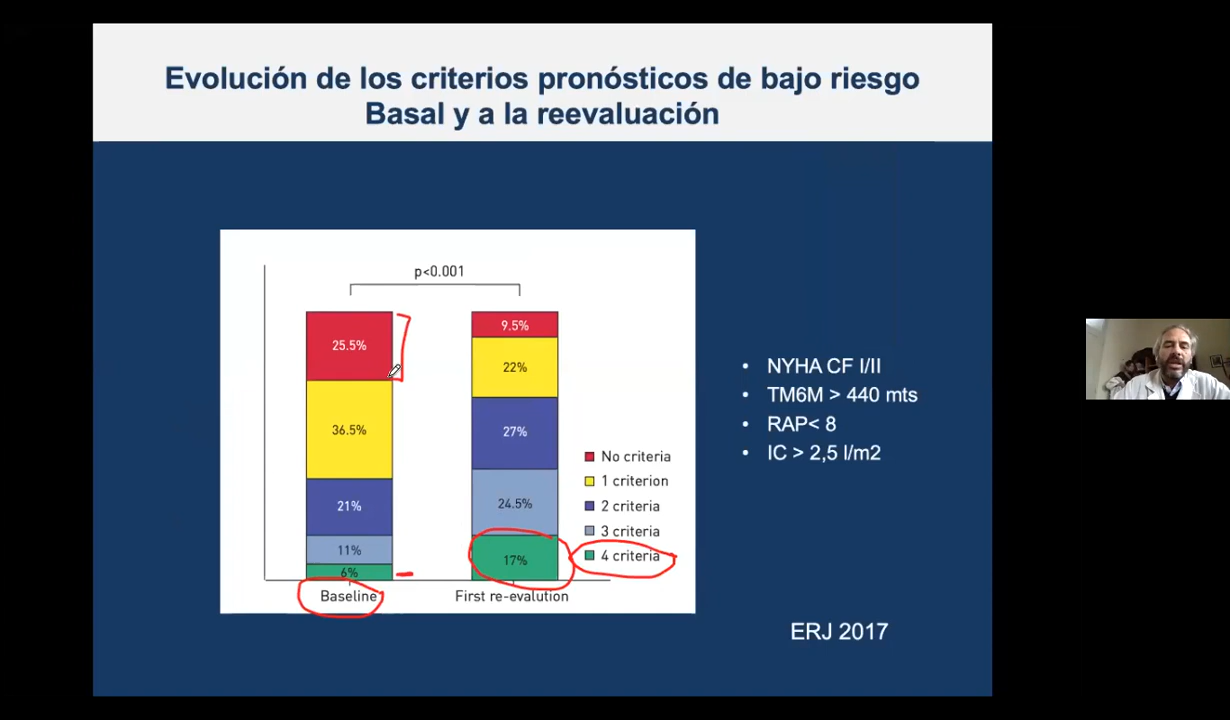 Evolución de los criterios pronósticos de bajo riesgo
Basal y a la reevaluación
p<0.001
25.5%
36.5%
21%
11%
6%
9.5%
22%
27%
24.5%
17%
No criteria
1 criterion
2 criteria
3 criteria
4 criteria
Baseline
First re-evalution
• NYHA CF I/II
• TM6M > 440 mts
• RAP< 8
• IC > 2,5 l/m2
ERJ 2017